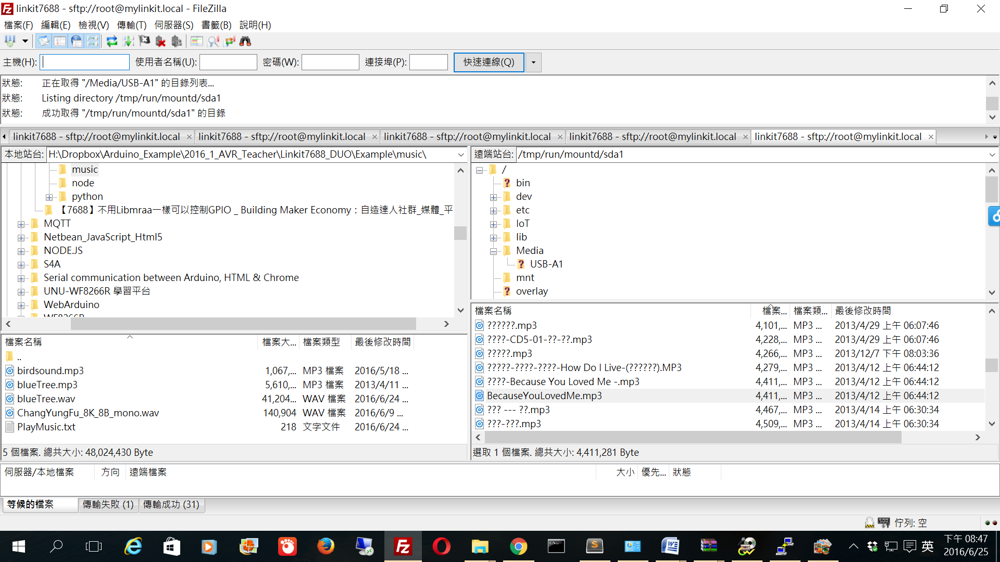 linkit7688 - sftp://root@mylinkit.local - FileZilla
檔案(F) 編輯(E) 檢視(V) 傳輸(T) 伺服器(S) 書籤(B) 說明(H)
主機(H): 使用者名稱(U): 密碼(W): 連接埠(P): 快速連線(Q)
狀態: 正在取得 "/Media/USB-A1" 的目錄列表...
狀態: Listing directory /tmp/run/mountd/sda1
狀態: 成功取得 "/tmp/run/mountd/sda1" 的目錄
linkit7688 - sftp://root@mylinkit.local × linkit7688 - sftp://root@mylinkit.local × linkit7688 - sftp://root@mylinkit.local × linkit7688 - sftp://root@mylinkit.local × linkit7688 - sftp://root@mylinkit.local ×
本地站台: H:\Dropbox\Arduino_Example\2016_1_AVR_Teacher\Linkit7688_DUO\Example\music\
music
node
python
【7688】不用Libmraa一樣可以控制GPIO _ Building Maker Economy：自造達人社群_媒體_平
MQTT
Netbean_JavaScript_Html5
NODE.JS
S4A
Serial communication between Arduino, HTML & Chrome
UNU-WF8266R 學習平台
WebArduino
WF8266R
檔案名稱 檔案大... 檔案類型 最後修改時間
..
birdsound.mp3 1,067,... MP3 檔案 2016/5/18 ...
blueTree.mp3 5,610,... MP3 檔案 2013/4/11 ...
blueTree.wav 41,204... WAV 檔案 2016/6/24 ...
ChangYungFu_8K_8B_mono.wav 140,904 WAV 檔案 2016/6/9 ...
PlayMusic.txt 218 文字文件 2016/6/24 ...
5 個檔案. 總共大小: 48,024,430 Byte
遠端站台: /tmp/run/mountd/sda1
/
bin
dev
etc
IoT
lib
Media
USB-A1
mnt
overlay
檔案名稱 檔案... 檔案類... 最後修改時間
??????.mp3 4,101,... MP3 ... 2013/4/29 上午 06:07:46
????-CD5-01-??-??.mp3 4,228,... MP3 ... 2013/4/29 上午 06:07:46
?????.mp3 4,266,... MP3 ... 2013/12/7 下午 08:03:36
?????-????-????-How Do I Live-(??????).MP3 4,279,... MP3 ... 2013/4/12 上午 06:44:12
????-Because You Loved Me -.mp3 4,411,... MP3 ... 2013/4/12 上午 06:44:12
BecauseYouLovedMe.mp3 4,411,... MP3 ... 2013/4/12 上午 06:44:12
??? --- ??.mp3 4,467,... MP3 ... 2013/4/14 上午 06:30:34
???-???.mp3 4,509,... MP3 ... 2013/4/14 上午 06:30:34
選取 1 個檔案. 總共大小: 4,411,281 Byte
伺服器/本地檔案 方向 遠端檔案 大小 優先... 狀態
等候的檔案 傳輸失敗 (1) 傳輸成功 (31)
佇列: 空
英
下午 08:47
2016/6/25